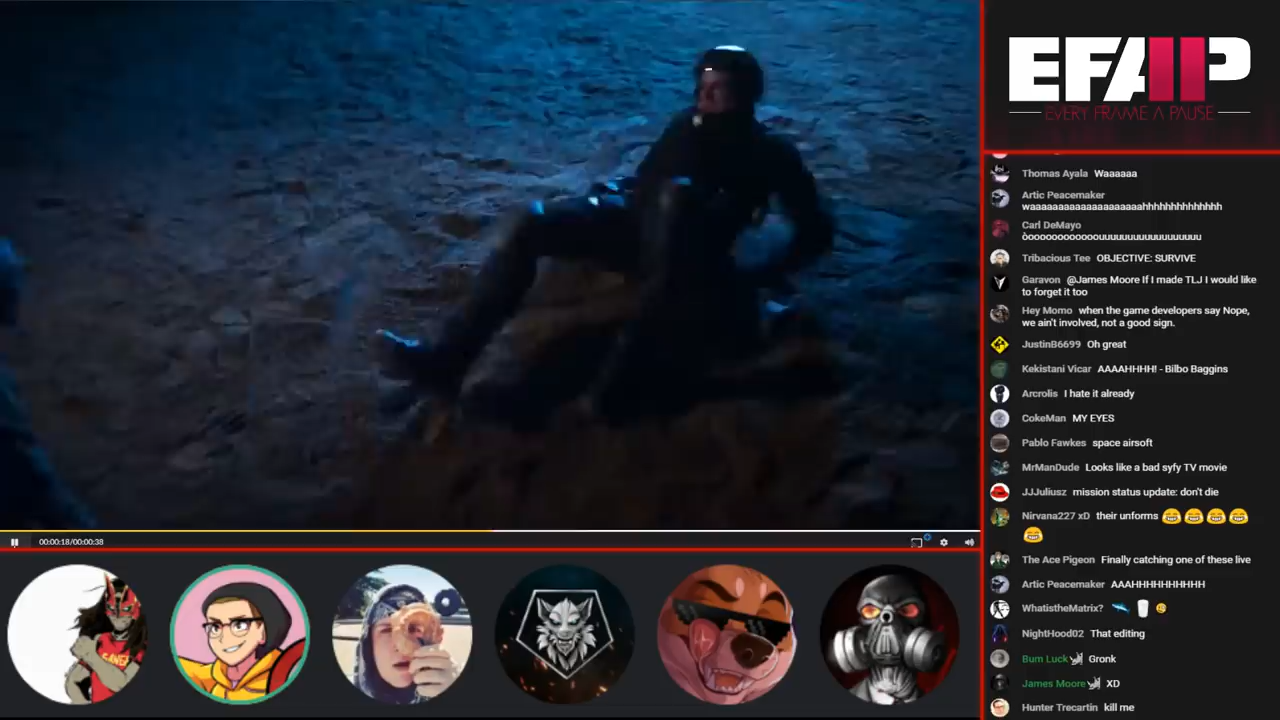 EFAP
EVERY FRAME A PAUSE
Thomas Ayala Waaaaaa
Artic Peacemaker
waaaaaaaaaaaaaaaaaaahhhhhhhhhhhhh
Carl DeMayo
òooooooooooouuuuuuuuuuuuuuuuuu
Tribacious Tee OBJECTIVE: SURVIVE
Garavon @James Moore If I made TLJ I would like
to forget it too
Hey Momo when the game developers say Nope,
we ain't involved, not a good sign.
JustinB6699 Oh great
Kekistani Vicar AAAAHHHH! - Bilbo Baggins
Arcrolis I hate it already
CokeMan MY EYES
Pablo Fawkes space airsoft
MrManDude Looks like a bad syfy TV movie
JJJuliusz mission status update: don't die
Nirvana227 xD their unforms 😂 😂 😂 😂
😂
The Ace Pigeon Finally catching one of these live
Artic Peacemaker AAAHHHHHHHHHH
WhatistheMatrix?
NightHood02 That editing
Bum Luck Gronk
James Moore XD
Hunter Trecartin kill me
00:00:18/00:00:38